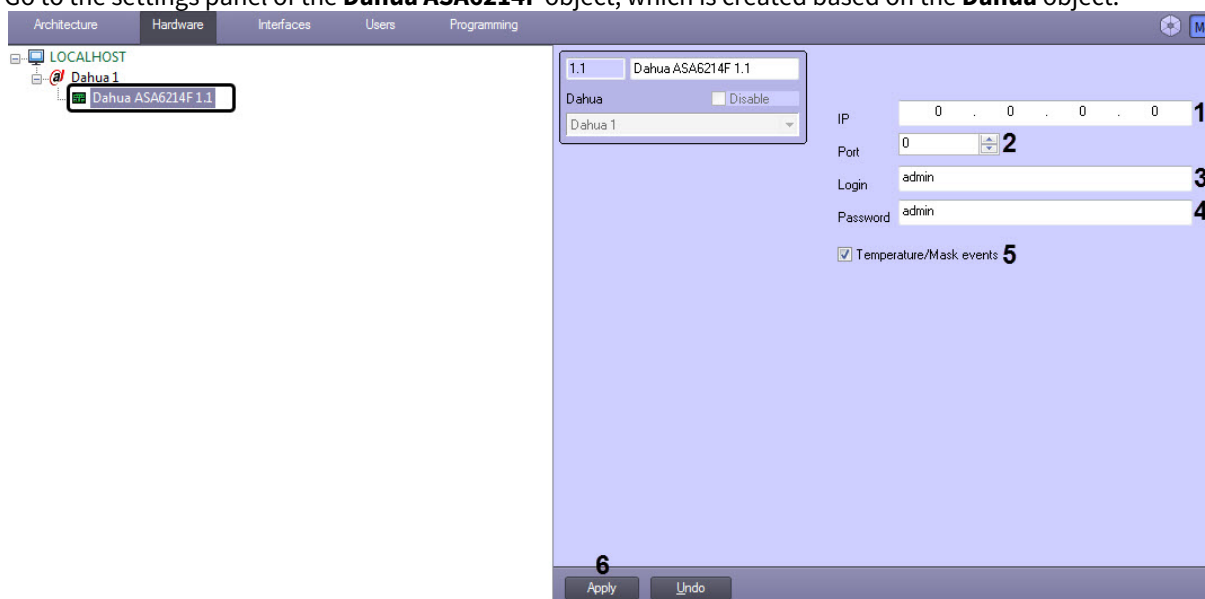 Go to the settings panel of the Dahua ASA6214F object, which is created based on the Dahua object.
Architecture Hardware Interfaces Users Programming
LOCALHOST
Dahua 1
Dahua ASA6214F 1.1
1.1 Dahua ASA6214F 1.1
Dahua Disable
Dahua 1
IP 0 . 0 . 0 . 0 1
Port 0 2
Login admin 3
Password admin 4
Temperature/Mask events 5
6
Apply Undo